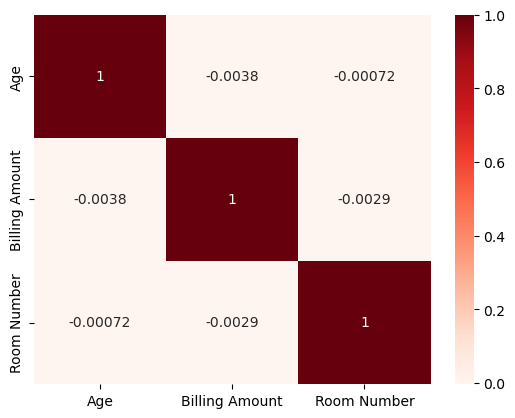 Age
Billing Amount
Room Number
1
-0.0038
-0.00072
-0.0038
1
-0.0029
-0.00072
-0.0029
1
Age
Billing Amount
Room Number
1.0
0.8
0.6
0.4
0.2
0.0